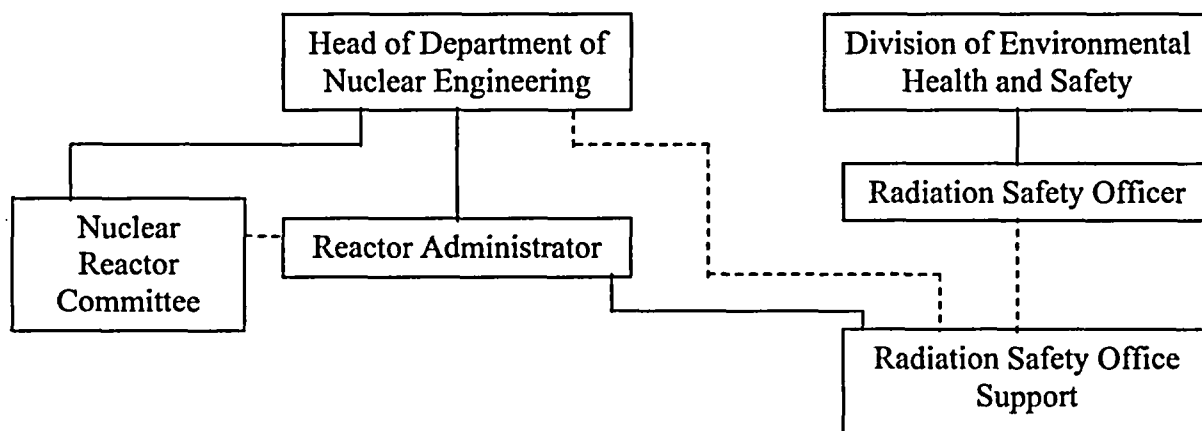 Head of Department of
Nuclear Engineering
Division of Environmental
Health and Safety
Radiation Safety Officer
Nuclear
Reactor
Committee
Reactor Administrator
Radiation Safety Office
Support